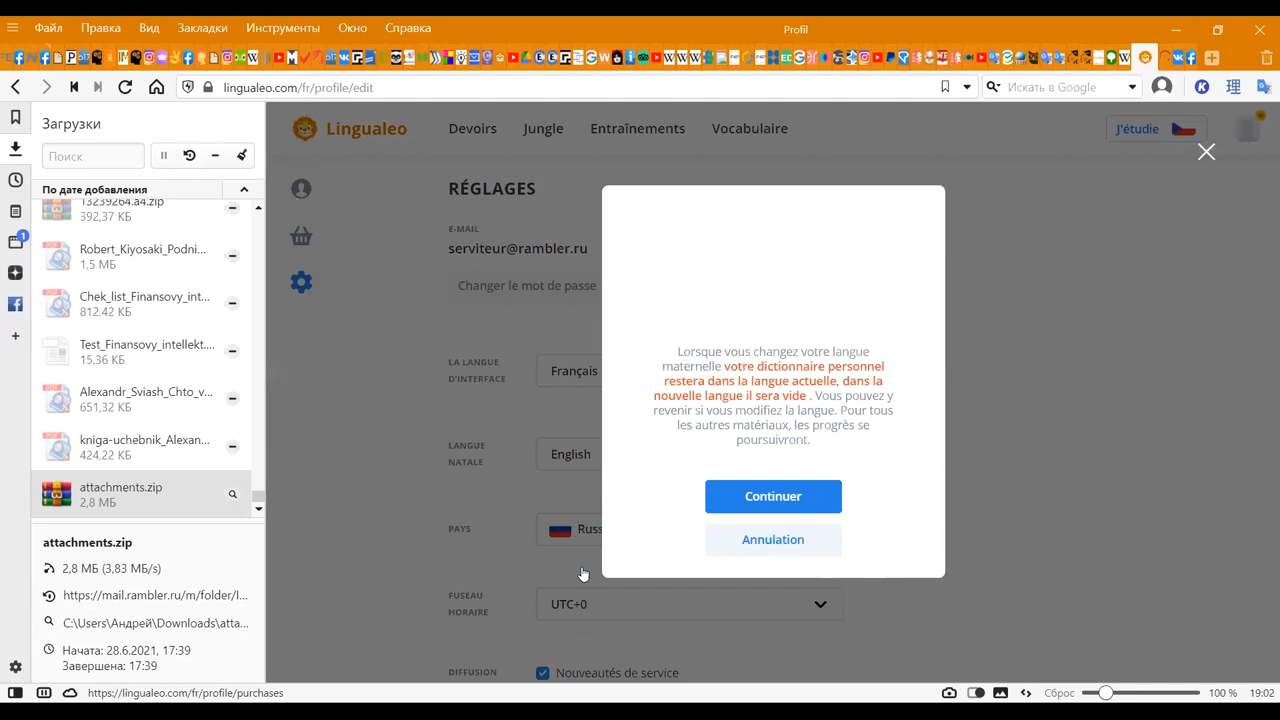 Файл Правка Вид Закладки Инструменты Окно Справка
Profil
lingualeo.com/fr/profile/edit
Искать в Google
Загрузки
Поиск
По дате добавления
13239264.a4.zip
392,37 КБ
Robert_Kiyosaki_Podni...
1,5 МБ
Chek_list_Finansovy_int...
812,42 КБ
Test_Finansovy_intellekt....
15,36 КБ
Alexandr_Sviash_Chto_v...
651,32 КБ
kniga-uchebnik_Alexan...
424,22 КБ
attachments.zip
2,8 МБ
attachments.zip
2,8 МБ (3,83 МБ/s)
https://mail.rambler.ru/m/folder/I...
C:\Users\Андрей\Downloads\atta...
Начата: 28.6.2021, 17:39
Завершена: 17:39
Lingualeo
Devoirs Jungle Entraînements Vocabulaire
J'étudie
RÉGLAGES
E-MAIL
serviteur@rambler.ru
Changer le mot de passe
LA LANGUE
D'INTERFACE
Français
LANGUE
NATALE
English
PAYS
Russ
FUSEAU
HORAIRE
UTC+0
DIFFUSION
Nouveautés de service
Lorsque vous changez votre langue
maternelle votre dictionnaire personnel
restera dans la langue actuelle, dans la
nouvelle langue il sera vide . Vous pouvez y
revenir si vous modifiez la langue. Pour tous
les autres matériaux, les progrès se
poursuivront.
Continuer
Annulation
https://lingualeo.com/fr/profile/purchases
Сброс
100 %
19:02